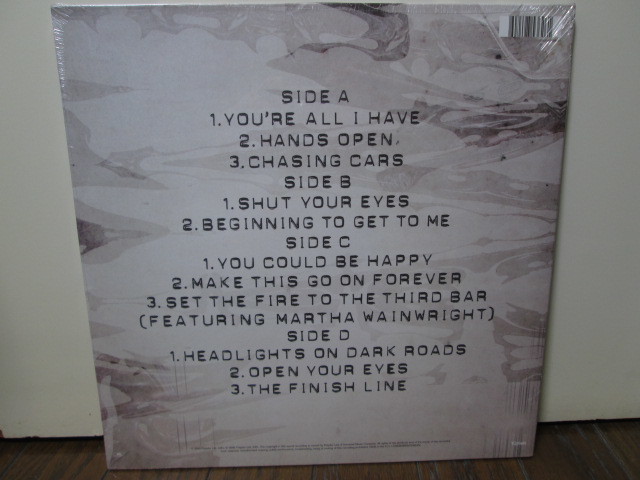 SIDE A
1.YOU'RE ALL I HAVE
2.HANDS OPEN
3.CHASING CARS
SIDE B
1.SHUT YOUR EYES
2.BEGINNING TO GET TO ME
SIDE C
1.YOU COULD BE HAPPY
2.MAKE THIS GO ON FOREVER
3.SET THE FIRE TO THE THIRD BAR
(FEATURING MARTHA WAINWRIGHT)
SIDE D
1.HEADLIGHTS ON DARK ROADS
2.OPEN YOUR EYES
3.THE FINISH LINE